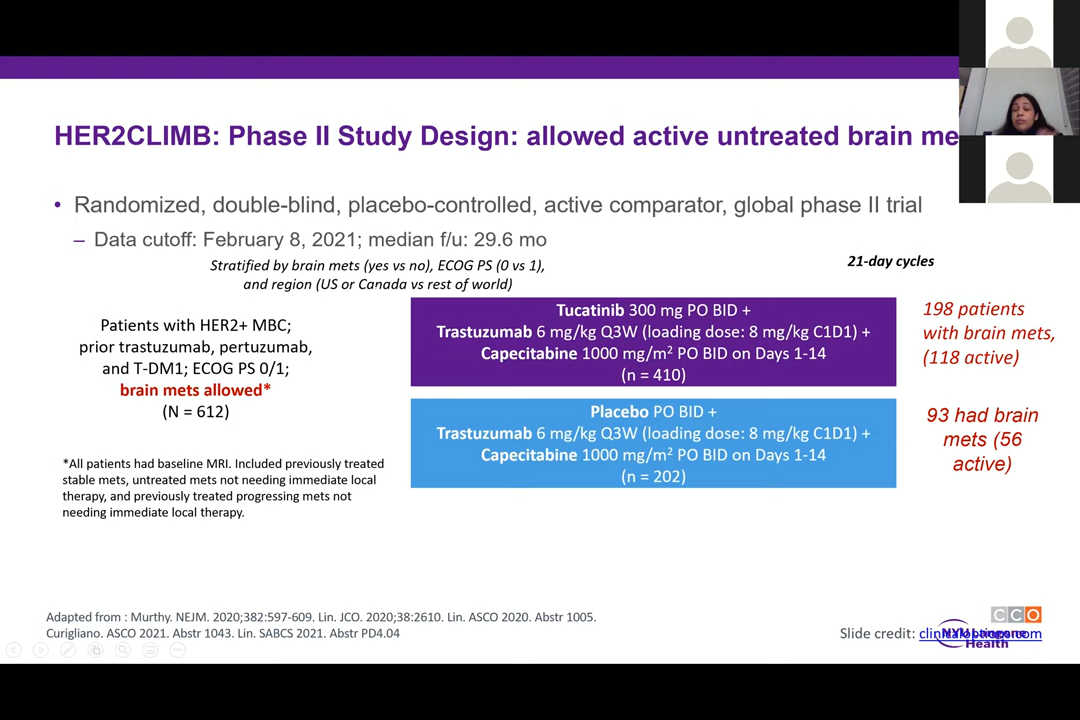 HER2CLIMB: Phase II Study Design: allowed active untreated brain me
• Randomized, double-blind, placebo-controlled, active comparator, global phase II trial
– Data cutoff: February 8, 2021; median f/u: 29.6 mo
Stratified by brain mets (yes vs no), ECOG PS (0 vs 1),
and region (US or Canada vs rest of world)
21-day cycles
Patients with HER2+ MBC;
prior trastuzumab, pertuzumab,
and T-DM1; ECOG PS 0/1;
brain mets allowed*
(N = 612)
Tucatinib 300 mg PO BID +
Trastuzumab 6 mg/kg Q3W (loading dose: 8 mg/kg C1D1) +
Capecitabine 1000 mg/m² PO BID on Days 1-14
(n = 410)
198 patients
with brain mets,
(118 active)
Placebo PO BID +
Trastuzumab 6 mg/kg Q3W (loading dose: 8 mg/kg C1D1) +
Capecitabine 1000 mg/m² PO BID on Days 1-14
(n = 202)
93 had brain
mets (56
active)
*All patients had baseline MRI. Included previously treated
stable mets, untreated mets not needing immediate local
therapy, and previously treated progressing mets not
needing immediate local therapy.
Adapted from : Murthy. NEJM. 2020;382:597-609. Lin. JCO. 2020;38:2610. Lin. ASCO 2020. Abstr 1005.
Curigliano. ASCO 2021. Abstr 1043. Lin. SABCS 2021. Abstr PD4.04
CCO
Slide credit: clinicaloptions.com
NYU Langone
Health